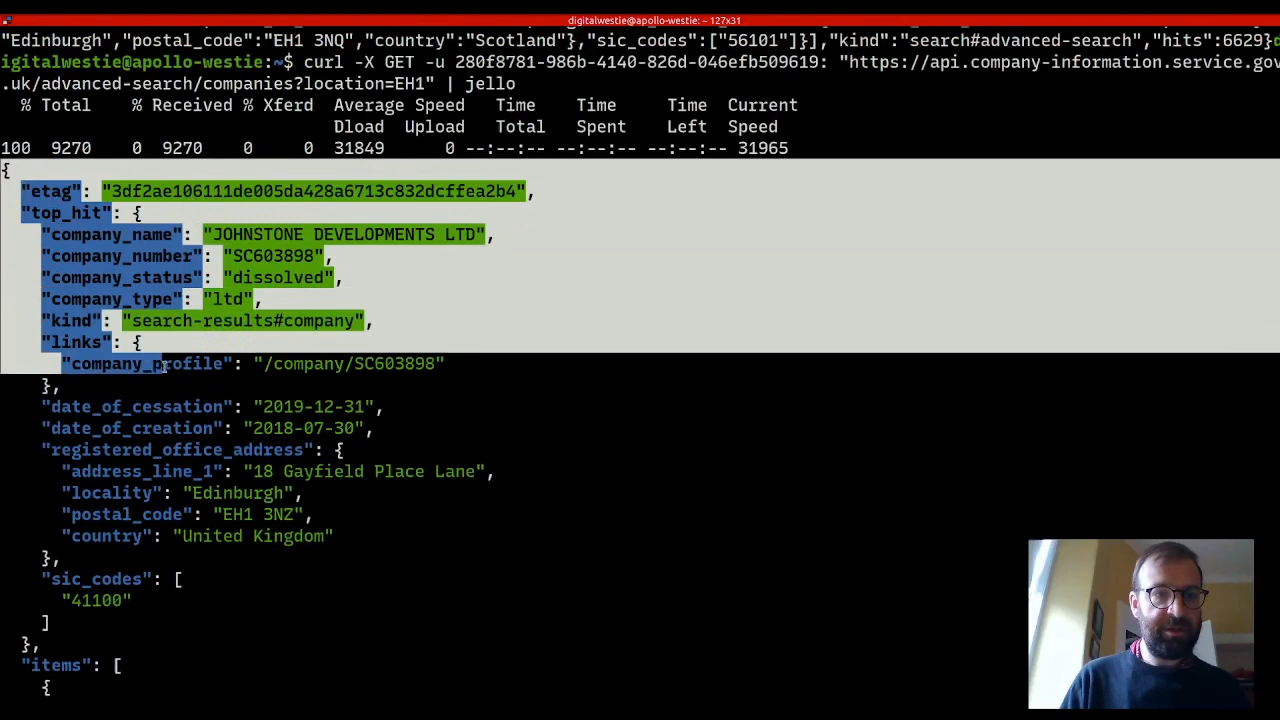 digitalwestie@apollo-westie: ~ 127x31
"Edinburgh","postal_code":"EH1 3NQ","country":"Scotland"},"sic_codes":["56101"]}],"kind":"search#advanced-search","hits":6629}d
igitalwestie@apollo-westie:~$ curl -X GET -u 280f8781-986b-4140-826d-046efb509619: "https://api.company-information.service.gov
.uk/advanced-search/companies?location=EH1" | jello
% Total % Received % Xferd Average Speed Time Time Time Current
Dload Upload Total Spent Left Speed
100 9270 0 9270 0 0 31849 0 --:--:-- --:--:-- --:--:-- 31965
{
"etag": "3df2ae106111de005da428a6713c832dcffea2b4",
"top_hit": {
"company_name": "JOHNSTONE DEVELOPMENTS LTD",
"company_number": "SC603898",
"company_status": "dissolved",
"company_type": "ltd",
"kind": "search-results#company",
"links": {
"company_profile": "/company/SC603898"
},
"date_of_cessation": "2019-12-31",
"date_of_creation": "2018-07-30",
"registered_office_address": {
"address_line_1": "18 Gayfield Place Lane",
"locality": "Edinburgh",
"postal_code": "EH1 3NZ",
"country": "United Kingdom"
},
"sic_codes": [
"41100"
]
},
"items": [
{